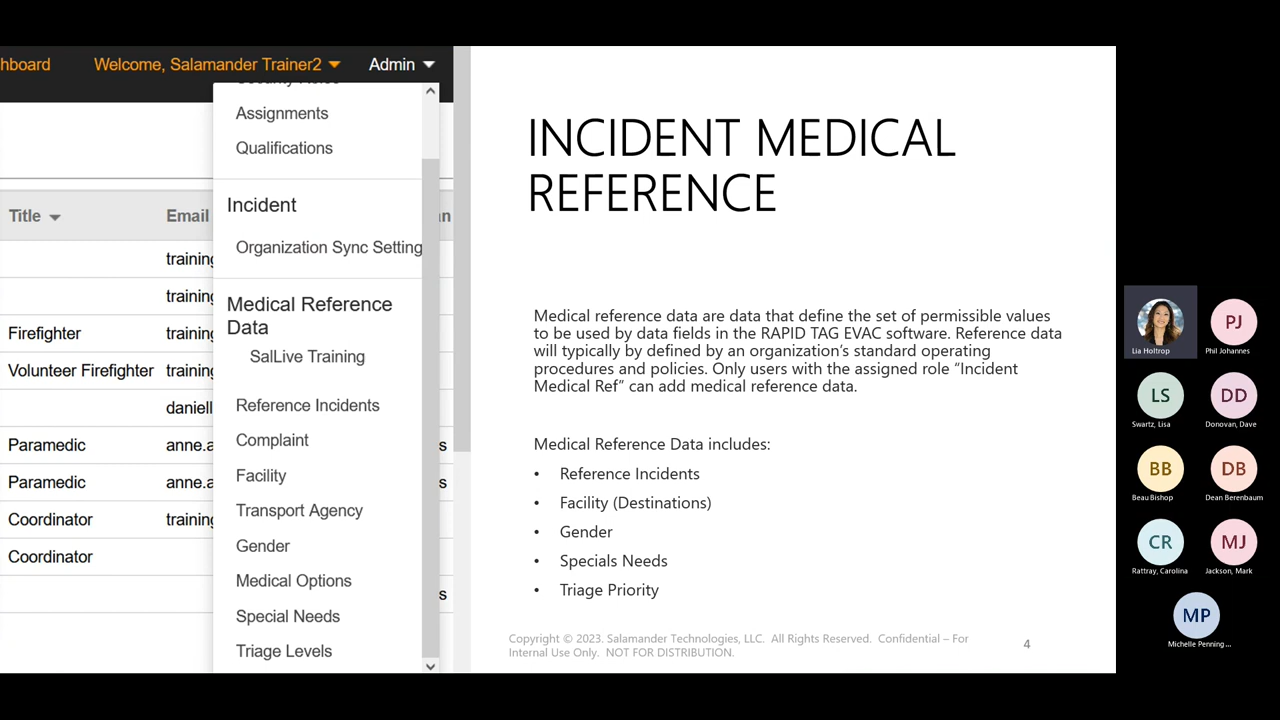 hboard
Welcome, Salamander Trainer2
Admin
Security Roles
Assignments
Qualifications
Incident
Organization Sync Setting
Medical Reference
Data
SalLive Training
Reference Incidents
Complaint
Facility
Transport Agency
Gender
Medical Options
Special Needs
Triage Levels
Title
Email
an
training
training
Firefighter
training
Volunteer Firefighter
training
daniell
Paramedic
anne.a
s
Paramedic
anne.a
s
Coordinator
training
Coordinator
s
INCIDENT MEDICAL
REFERENCE
Medical reference data are data that define the set of permissible values
to be used by data fields in the RAPID TAG EVAC software. Reference data
will typically by defined by an organization’s standard operating
procedures and policies. Only users with the assigned role “Incident
Medical Ref” can add medical reference data.
Medical Reference Data includes:
• Reference Incidents
• Facility (Destinations)
• Gender
• Specials Needs
• Triage Priority
Copyright © 2023. Salamander Technologies, LLC. All Rights Reserved. Confidential – For
Internal Use Only. NOT FOR DISTRIBUTION.
4
Lia Holtrop
PJ
Phil Johannes
LS
Swartz, Lisa
DD
Donovan, Dave
BB
Beau Bishop
DB
Dean Berenbaum
CR
Rattray, Carolina
MJ
Jackson, Mark
MP
Michelle Penning ...